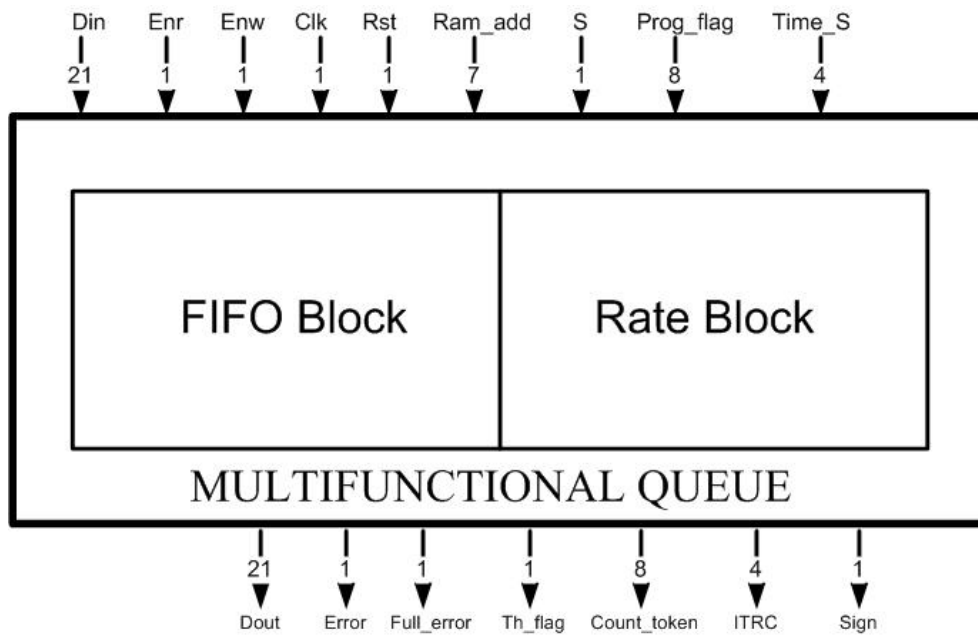 Din Enr Enw Clk Rst Ram_add S Prog_flag Time_S
21 1 1 1 1 7 1 8 4
FIFO Block Rate Block
MULTIFUNCTIONAL QUEUE
21 1 1 1 8 4 1
Dout Error Full_error Th_flag Count_token ITRC Sign